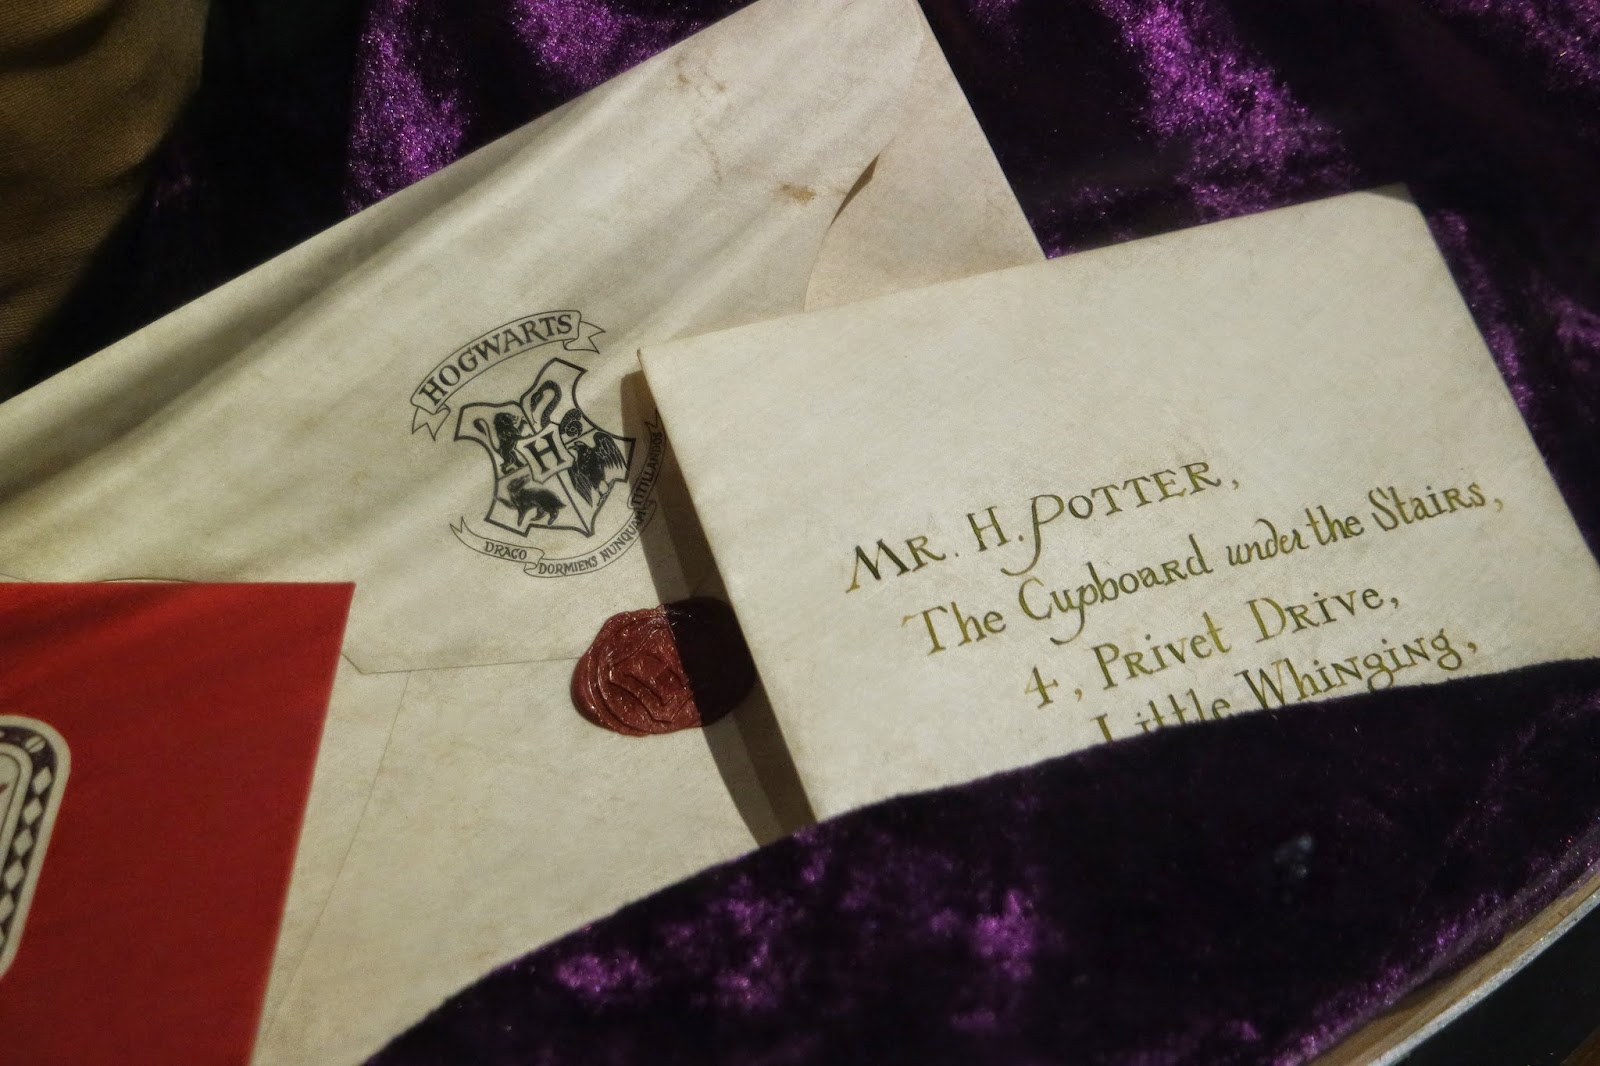 HOGWARTS
H
DRACO DORMIENS NUNQUAM TITILLANDUS
Mr. H. Potter,
The Cupboard under the Stairs,
4, Privet Drive,
Little Whinging,